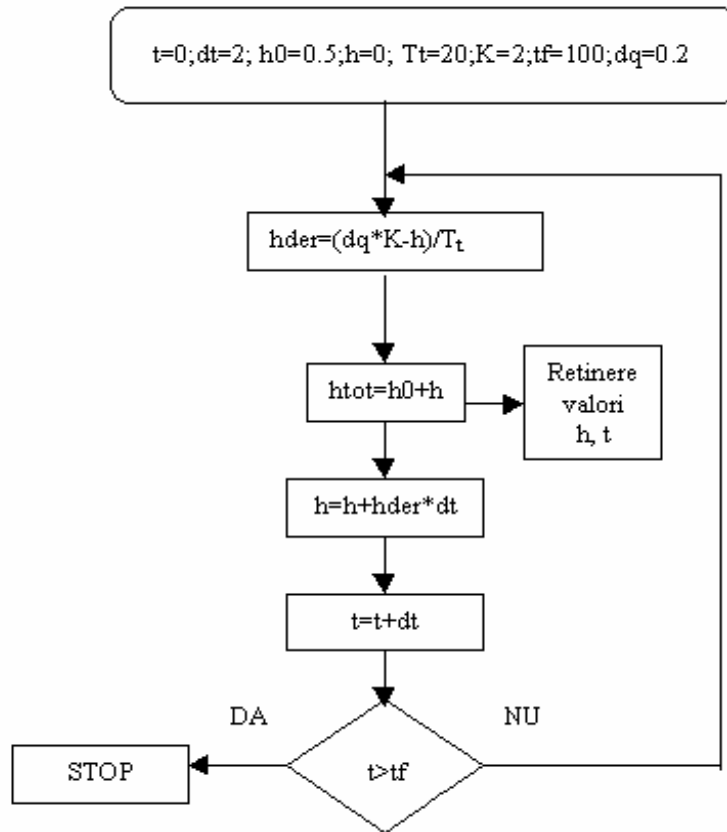 t=0;dt=2; h0=0.5;h=0; Tt=20;K=2;tf=100;dq=0.2
hder=(dq*K-h)/Tt
htot=h0+h
Retinere
valori
h, t
h=h+hder*dt
t=t+dt
DA
NU
STOP
t>tf